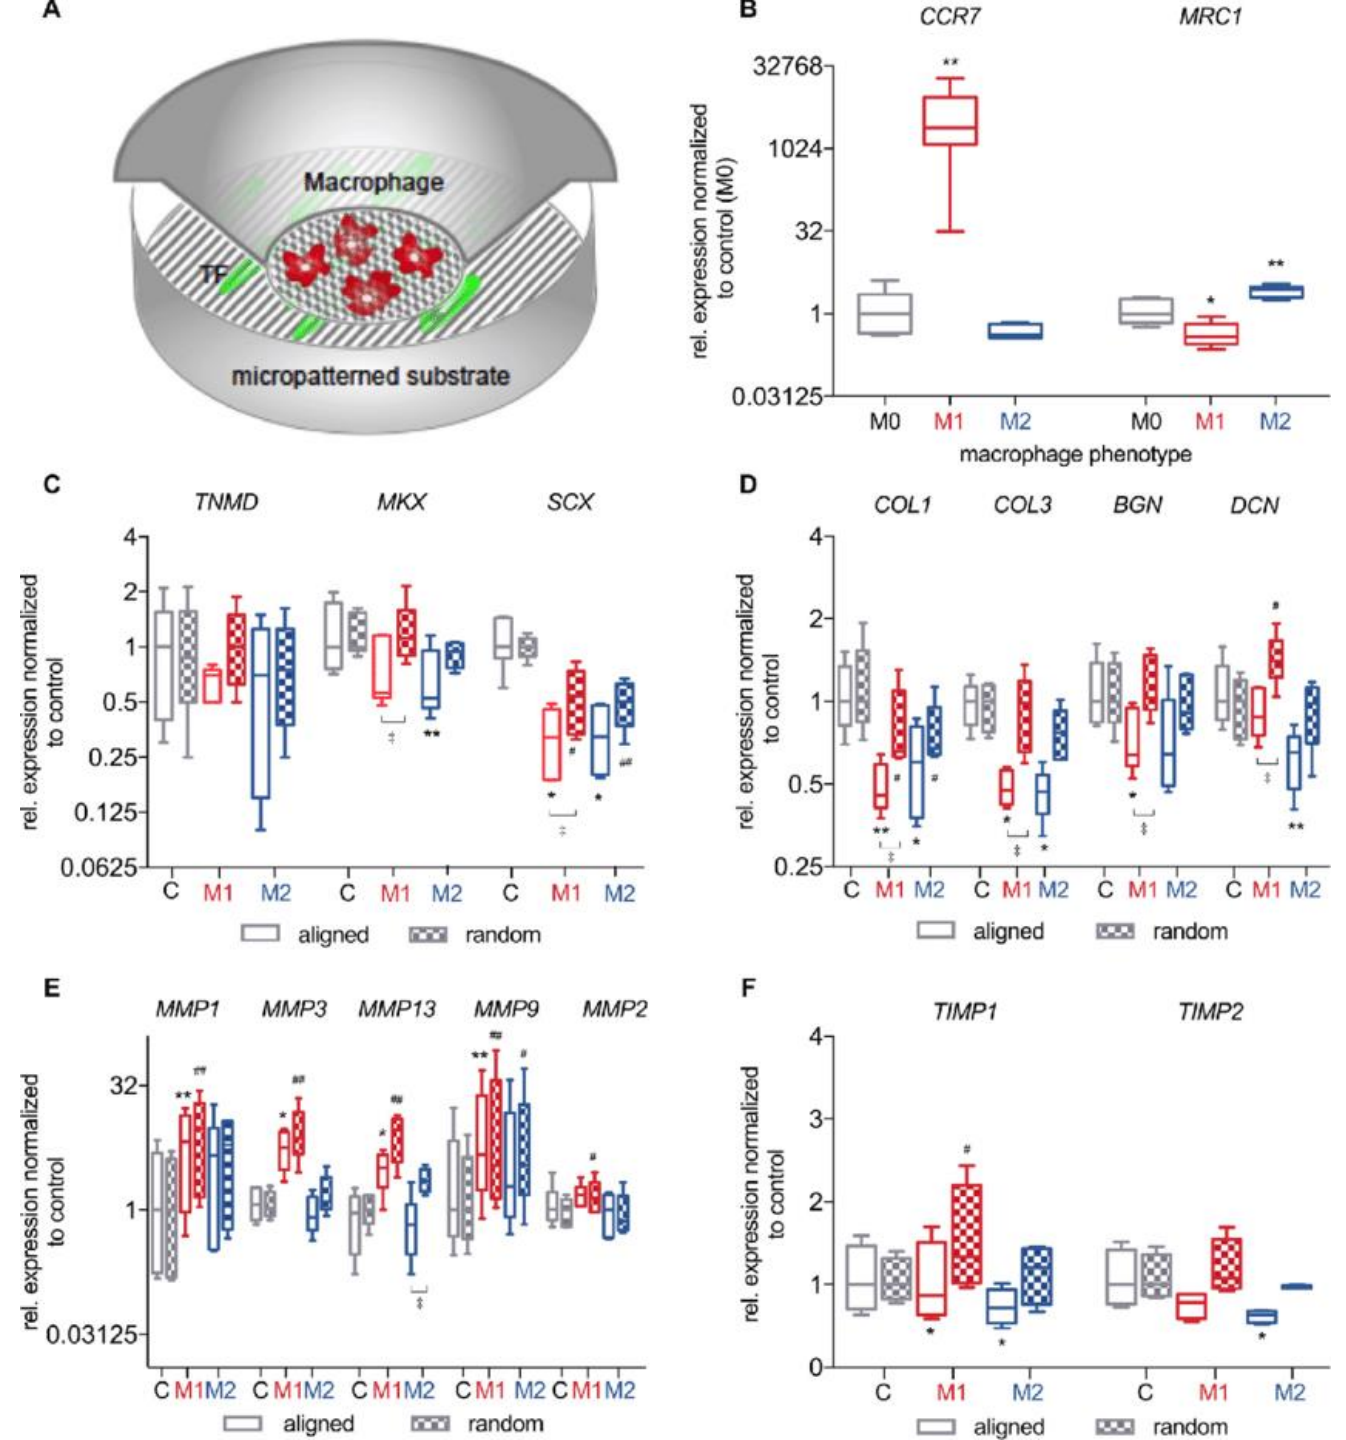 A
Macrophage
TF
micropatterned substrate
B
CCR7 MRC1
rel. expression normalized
to control (M0)
32768
**
1024
32
**
*
1
0.03125
M0 M1 M2 M0 M1 M2
macrophage phenotype
C
TNMD MKX SCX
rel. expression normalized
to control
4
2
1
0.5
0.25
0.125
0.0625
‡ ** * # * ## ‡
C M1 M2 C M1 M2 C M1 M2
aligned random
D
COL1 COL3 BGN DCN
rel. expression normalized
to control
4
2
1
0.5
0.25
** # ‡ * # * ‡ * * ‡ # ‡ **
C M1 M2 C M1 M2 C M1 M2 C M1 M2
aligned random
E
MMP1 MMP3 MMP13 MMP9 MMP2
rel. expression normalized
to control
32
1
0.03125
** ## * ## * ## ‡ ** ## # #
C M1 M2 C M1 M2 C M1 M2 C M1 M2 C M1 M2
aligned random
F
TIMP1 TIMP2
rel. expression normalized
to control
4
3
2
1
0
* # * *
C M1 M2 C M1 M2
aligned random